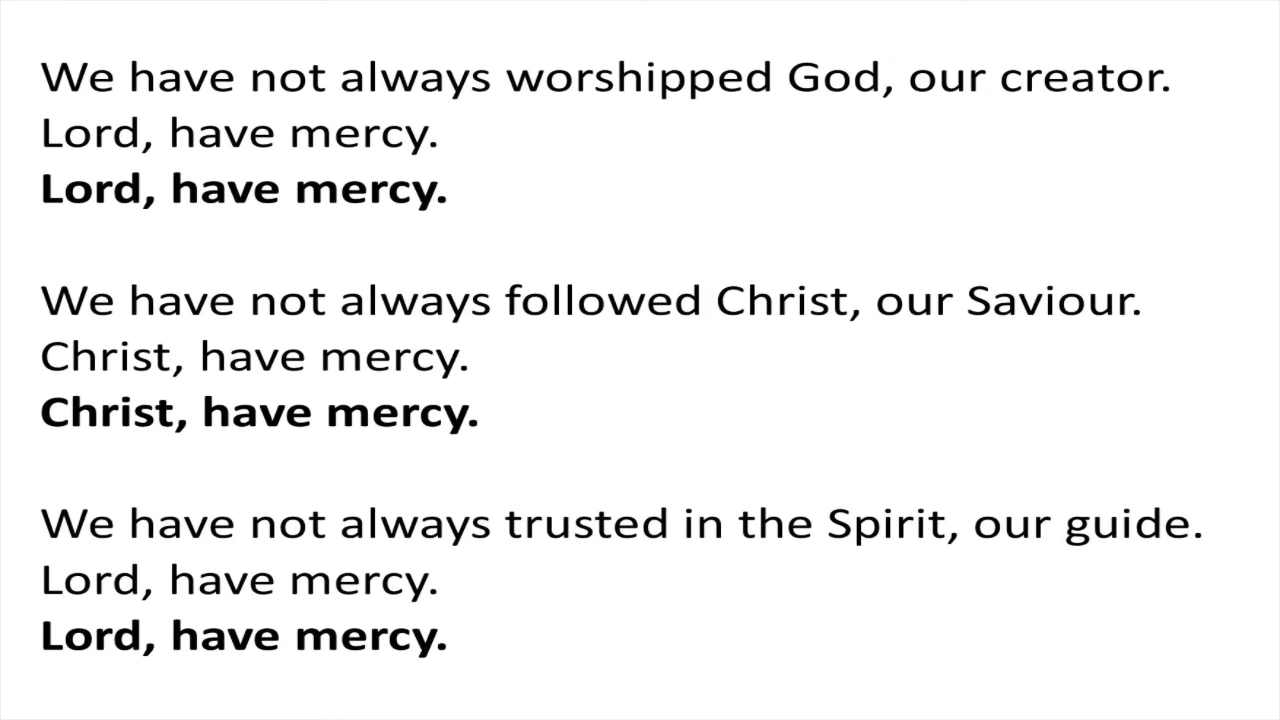 We have not always worshipped God, our creator.
Lord, have mercy.
Lord, have mercy.
We have not always followed Christ, our Saviour.
Christ, have mercy.
Christ, have mercy.
We have not always trusted in the Spirit, our guide.
Lord, have mercy.
Lord, have mercy.